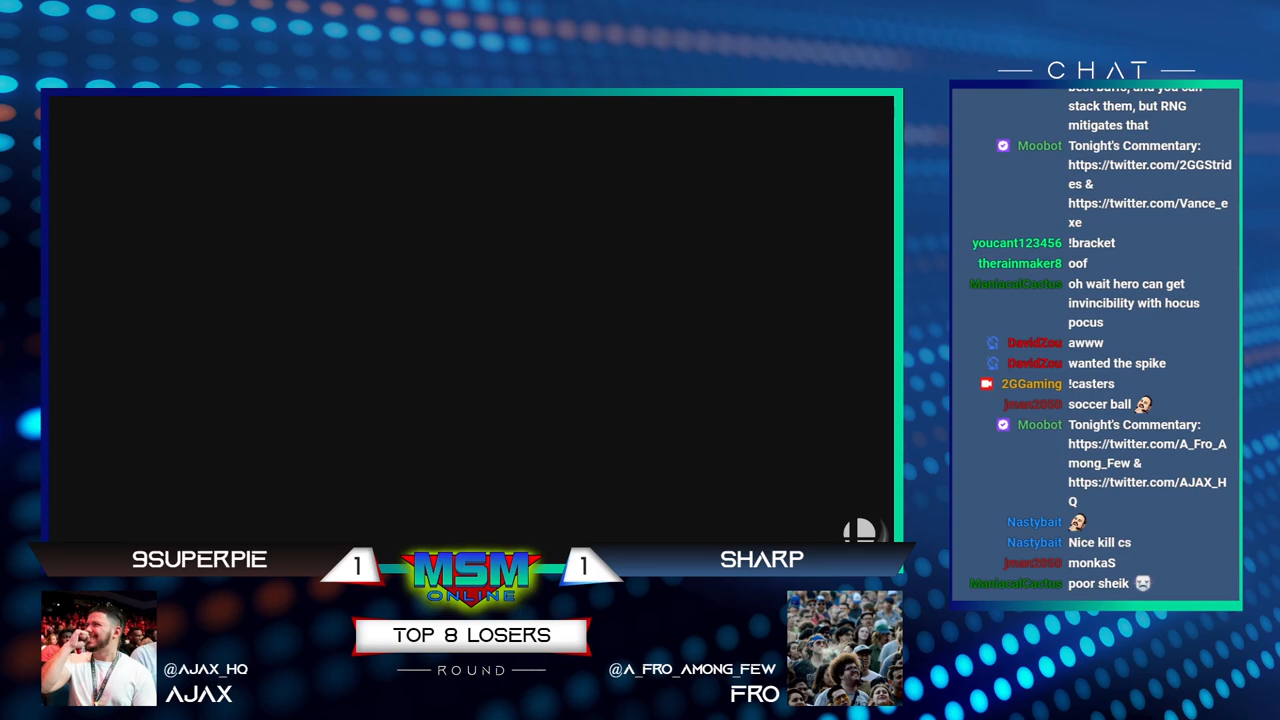 CHAT
best buffs, and you can
stack them, but RNG
mitigates that
Moobot Tonight's Commentary:
https://twitter.com/2GGStrid
es &
https://twitter.com/Vance_e
xe
youcant123456 !bracket
therainmaker8 oof
ManiacalCactus oh wait hero can get
invincibility with hocus
pocus
DavidZou awww
DavidZou wanted the spike
2GGaming !casters
jman2050 soccer ball
Moobot Tonight's Commentary:
https://twitter.com/A_Fro_A
mong_Few &
https://twitter.com/AJAX_H
Q
Nastybait
Nastybait Nice kill cs
jman2050 monkaS
ManiacalCactus poor sheik
9SUPERPIE 1 MSM ONLINE 1 SHARP
TOP 8 LOSERS
ROUND
@AJAX_HQ
AJAX
@A_FRO_AMONG_FEW
FRO